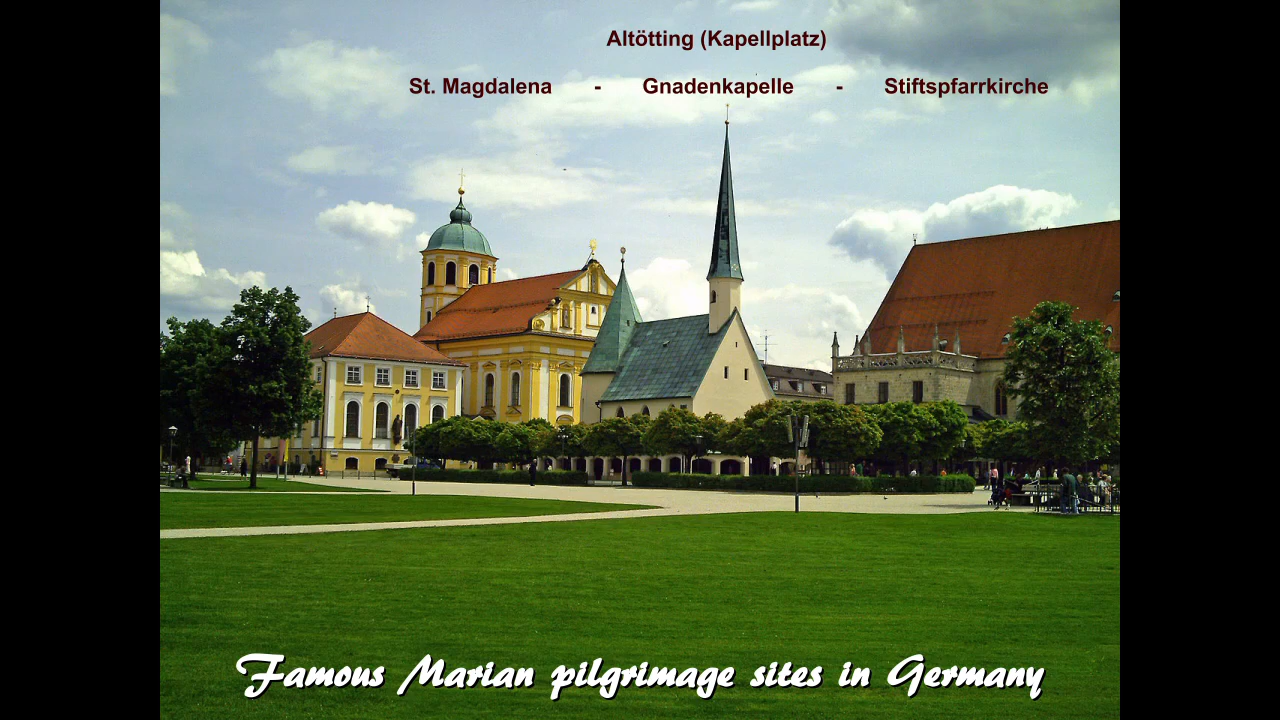 Altötting (Kapellplatz)
St. Magdalena - Gnadenkapelle - Stiftspfarrkirche
Famous Marian pilgrimage sites in Germany